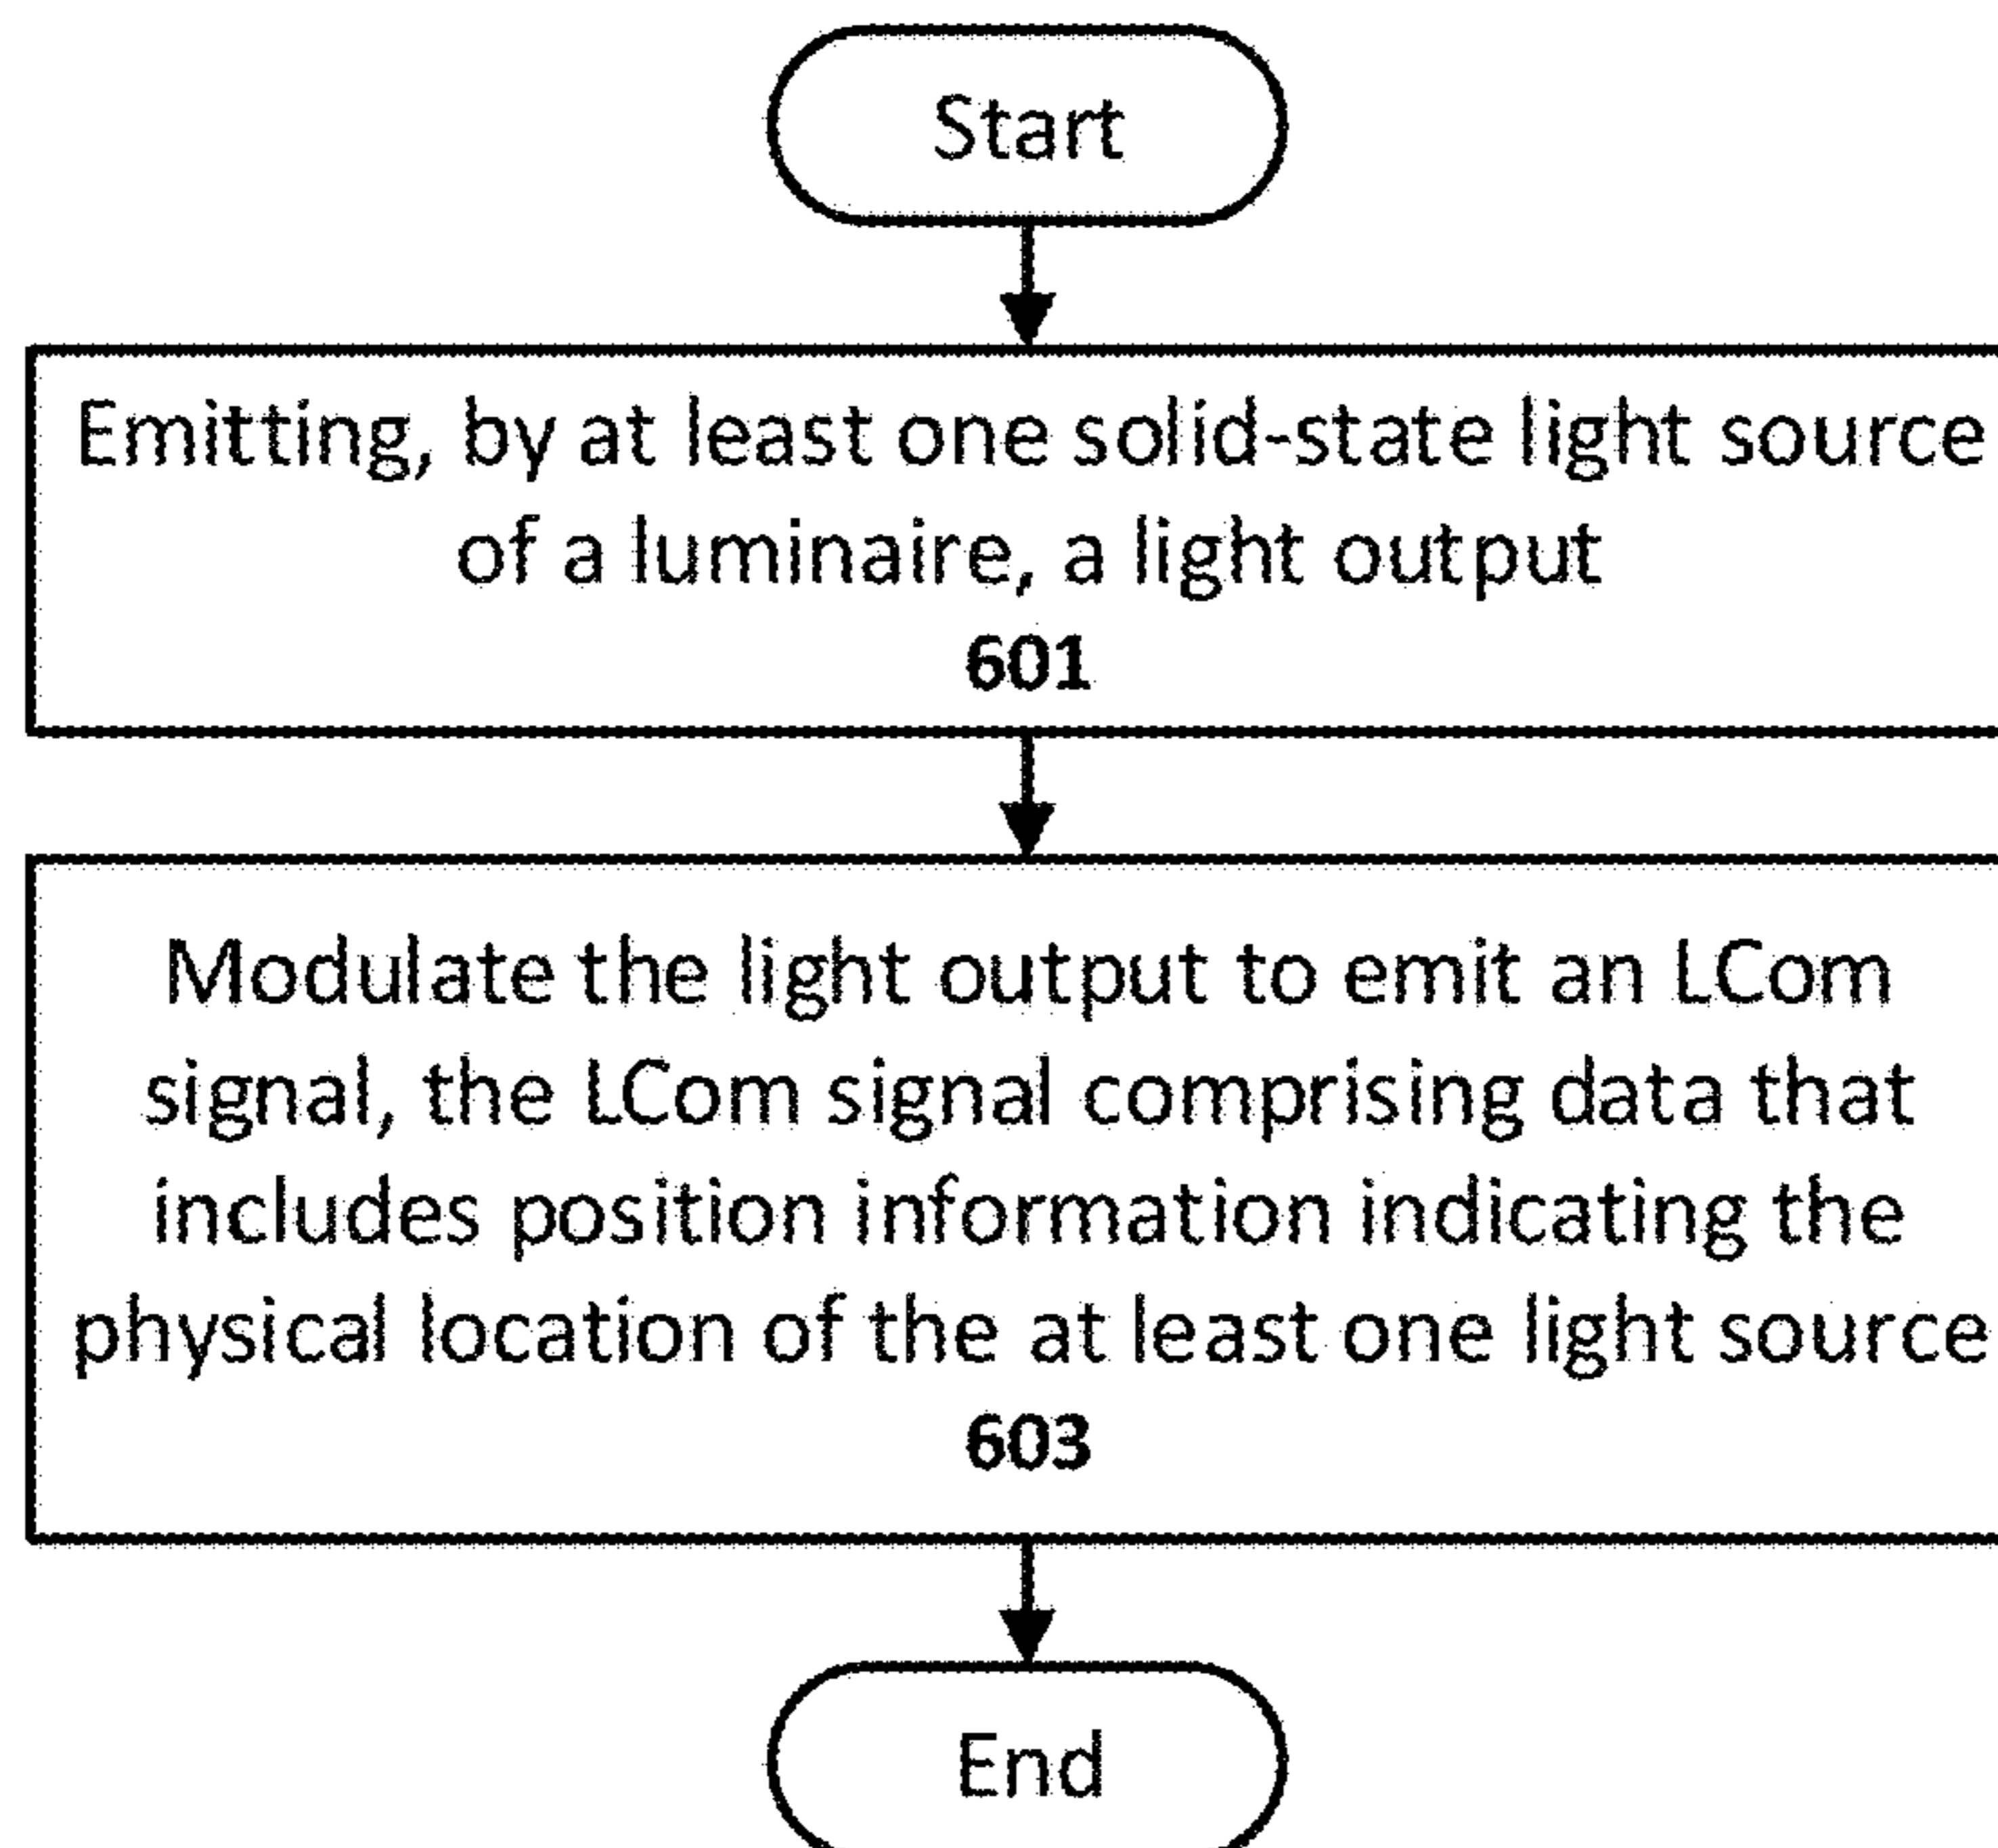 Start
Emitting, by at least one solid-state light source
of a luminaire, a light output
601
Modulate the light output to emit an LCom
signal, the LCom signal comprising data that
includes position information indicating the
physical location of the at least one light source
603
End